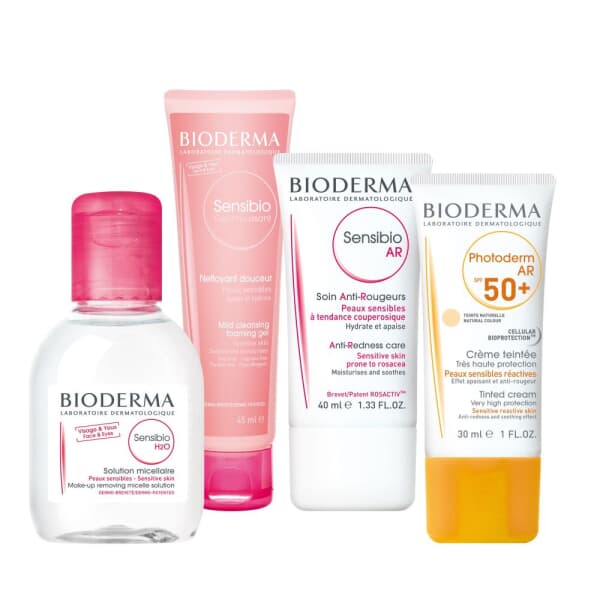 BIODERMA
LABORATOIRE DERMATOLOGIQUE
Visage & Yeux
Face & Eyes
Sensibio
H2O
Solution micellaire
Peaux sensibles - Sensitive skin
Make-up removing micelle solution
BIODERMA
LABORATOIRE DERMATOLOGIQUE
Sensibio
Nettoyant douceur
Peaux sensibles
Mild cleansing
foaming gel
45 ml ℮
BIODERMA
LABORATOIRE DERMATOLOGIQUE
Sensibio
AR
Soin Anti-Rougeurs
Peaux sensibles
à tendance couperosique
Hydrate et apaise
Anti-Redness care
Sensitive skin
prone to rosacea
Moisturises and soothes
Brevet/Patent ROSACTIV™
40 ml ℮ 1.33 FL.OZ.
BIODERMA
LABORATOIRE DERMATOLOGIQUE
Photoderm
AR
SPF 50+
TEINTE NATURELLE
NATURAL COLOUR
CELLULAR
BIOPROTECTION™
Crème teintée
Très haute protection
Peaux sensibles réactives
Effet apaisant et anti-rougeur
Tinted cream
Very high protection
Sensitive reactive skin
Anti-redness and soothing effect
30 ml ℮ 1 FL.OZ.